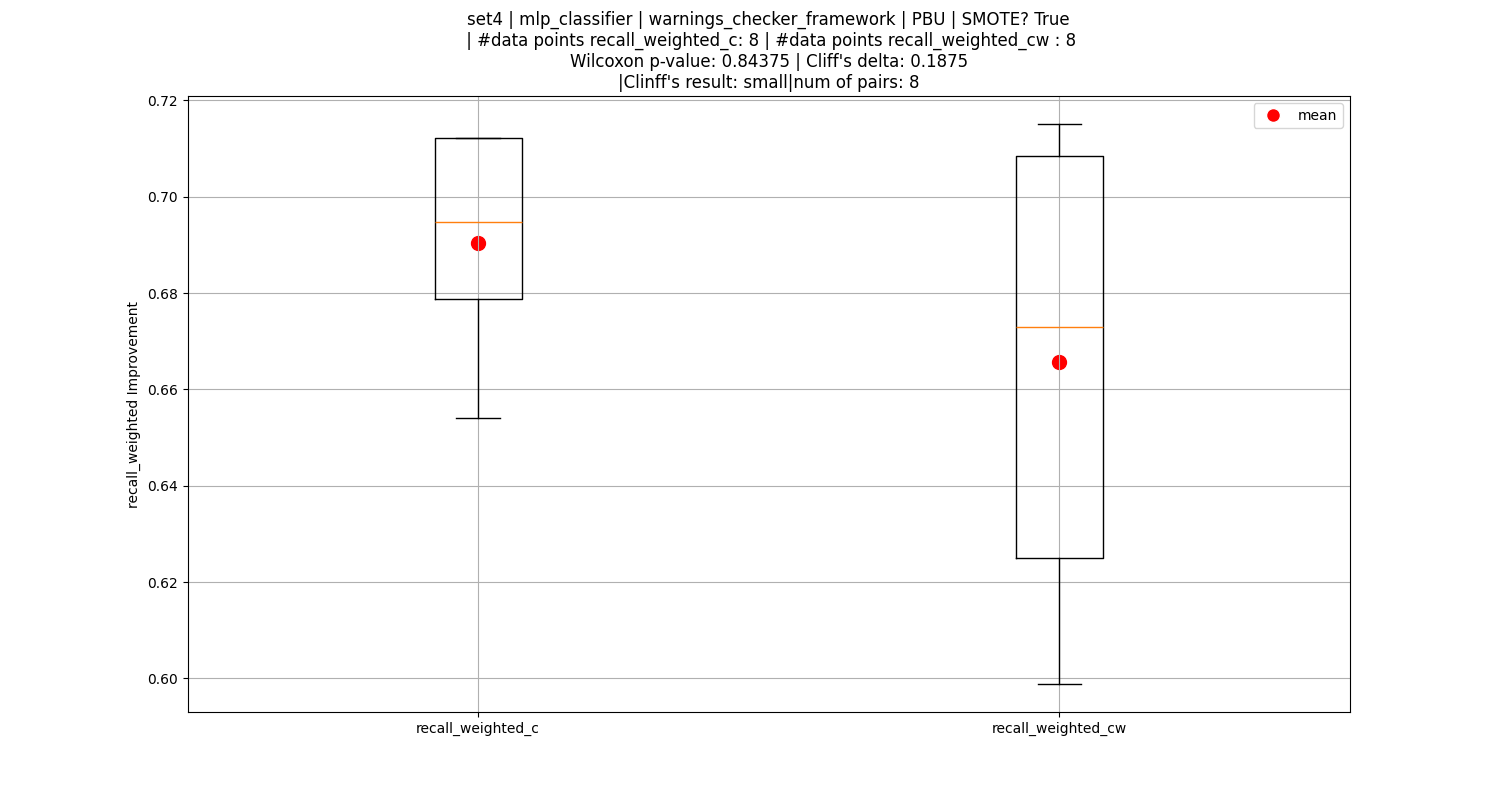 set4 | mlp_classifier | warnings_checker_framework | PBU | SMOTE? True
| #data points recall_weighted_c: 8 | #data points recall_weighted_cw : 8
Wilcoxon p-value: 0.84375 | Cliff's delta: 0.1875
|Clinff's result: small|num of pairs: 8
mean
0.72
0.70
0.68
0.66
0.64
0.62
0.60
recall_weighted Improvement
recall_weighted_c
recall_weighted_cw